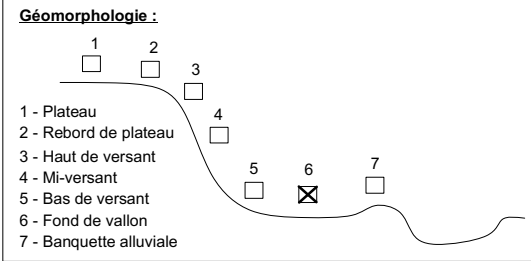 Géomorphologie :
1
2
3
4
5
6
7
1 - Plateau
2 - Rebord de plateau
3 - Haut de versant
4 - Mi-versant
5 - Bas de versant
6 - Fond de vallon
7 - Banquette alluviale